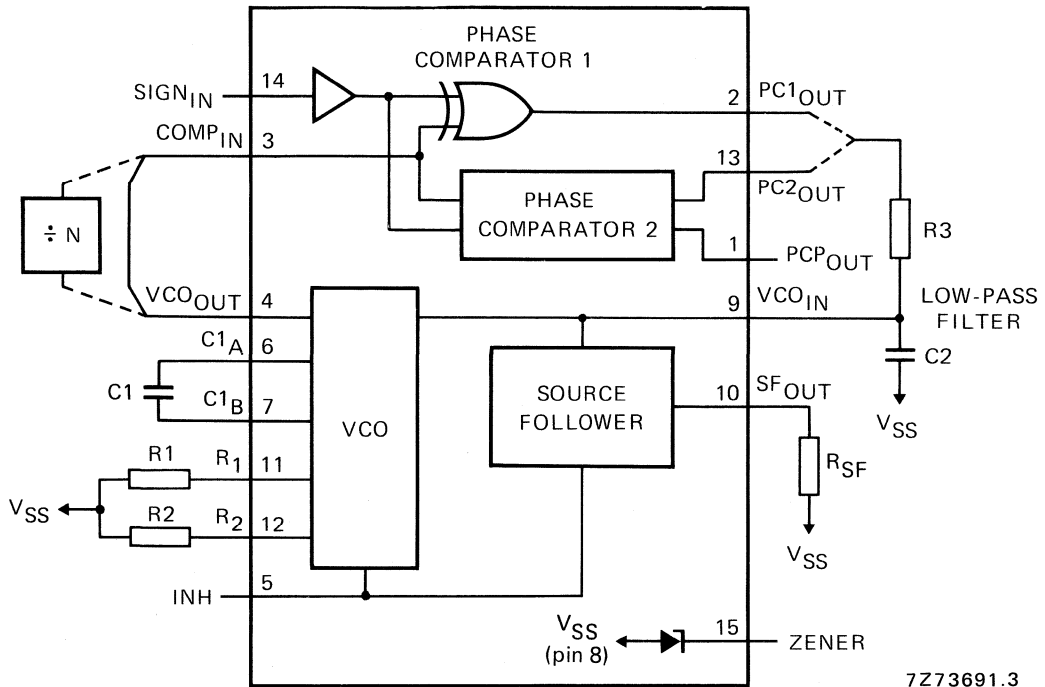 PHASE
COMPARATOR 1
SIGN_IN
14
2
PC1_OUT
COMP_IN
3
13
PC2_OUT
PHASE
COMPARATOR 2
1
PCP_OUT
R3
÷ N
VCO_OUT
4
9
VCO_IN
LOW-PASS
FILTER
C1_A
6
C2
C1
C1_B
7
VCO
SOURCE
FOLLOWER
10
SF_OUT
V_SS
R1
R_1
11
R_SF
V_SS
R2
R_2
12
V_SS
INH
5
V_SS
(pin 8)
15
ZENER
7Z73691.3